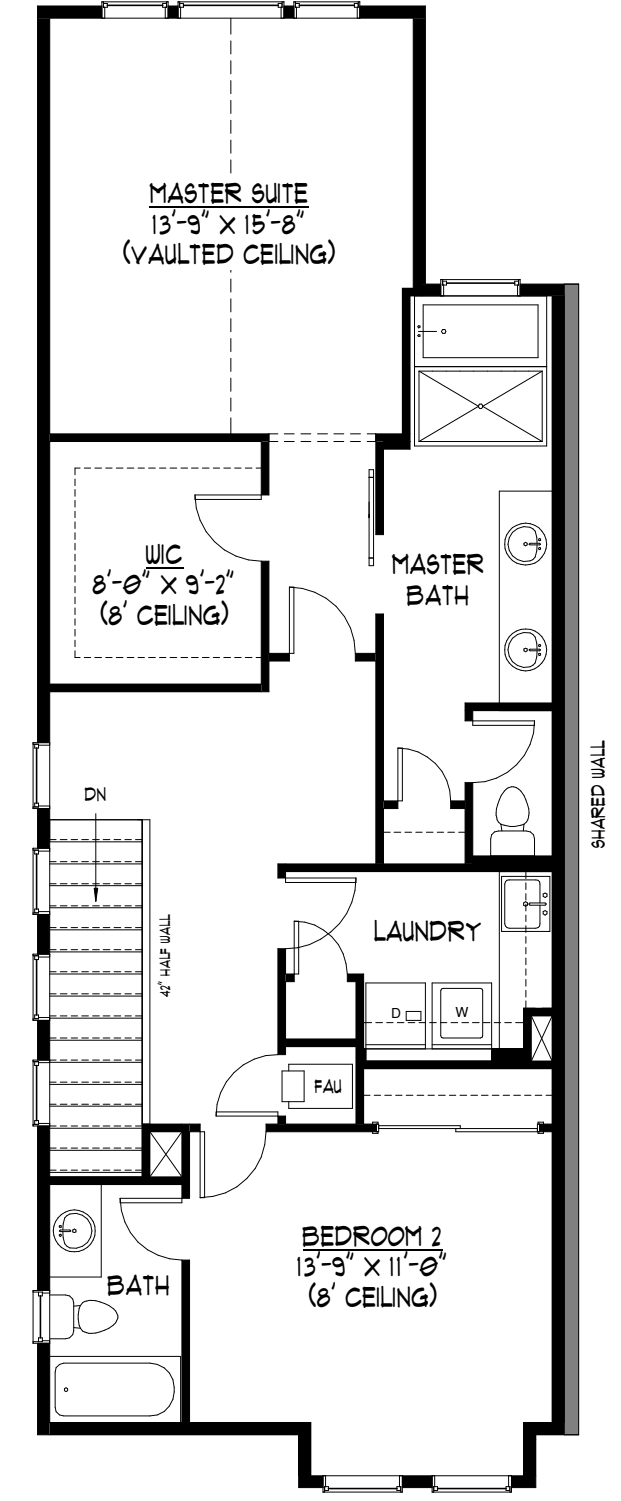 MASTER SUITE
13'-9" X 15'-8"
(VAULTED CEILING)
WIC
8'-0" X 9'-2"
(8' CEILING)
MASTER
BATH
SHARED WALL
DN
42" HALF WALL
LAUNDRY
D
W
FAU
BEDROOM 2
13'-9" X 11'-0"
(8' CEILING)
BATH